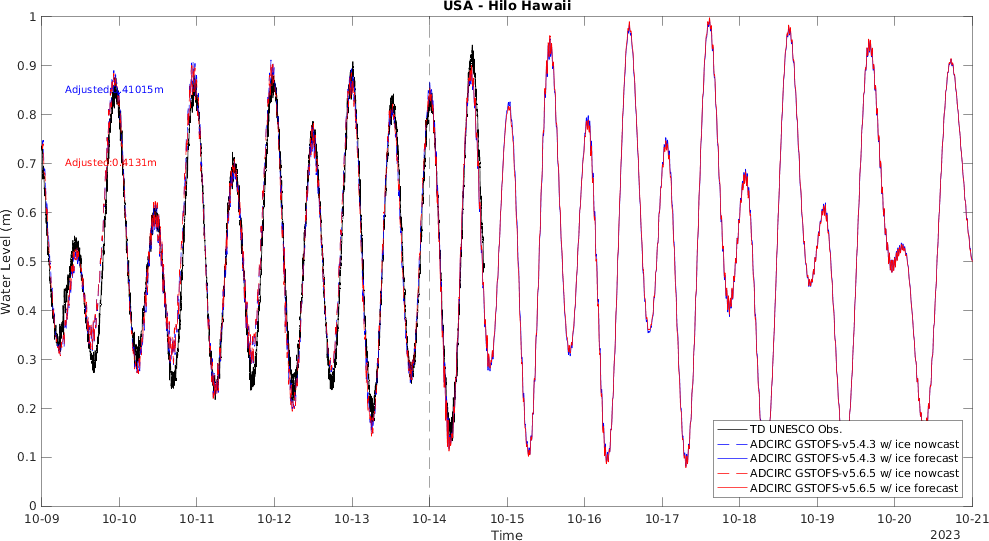 USA - Hilo Hawaii
1
0.9
0.8
0.7
0.6
0.5
0.4
0.3
0.2
0.1
0
Water Level (m)
Adjusted:0.41015m
Adjusted:0.4131m
TD UNESCO Obs.
ADCIRC GSTOFS-v5.4.3 w/ ice nowcast
ADCIRC GSTOFS-v5.4.3 w/ ice forecast
ADCIRC GSTOFS-v5.6.5 w/ ice nowcast
ADCIRC GSTOFS-v5.6.5 w/ ice forecast
10-09 10-10 10-11 10-12 10-13 10-14 10-15 10-16 10-17 10-18 10-19 10-20 10-21
Time
2023